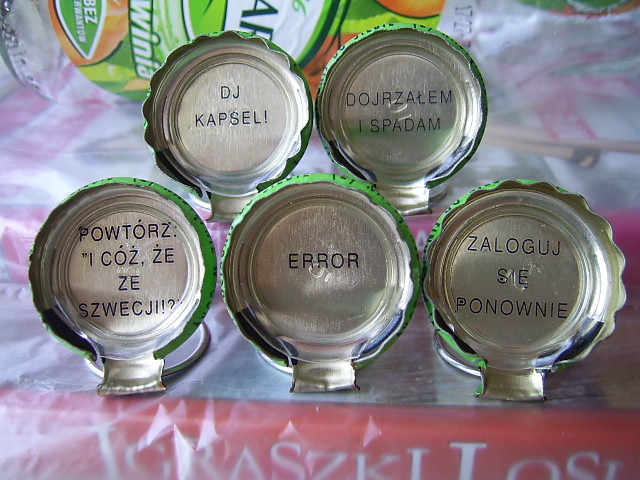 BEZ
DJ
KAPSEL!
DOJRZAŁEM
I SPADAM
POWTÓRZ:
"I CÓŻ, ŻE
ZE
SZWECJI!?"
ERROR
ZALOGUJ
SIĘ
PONOWNIE
IGRASZKI LOSU